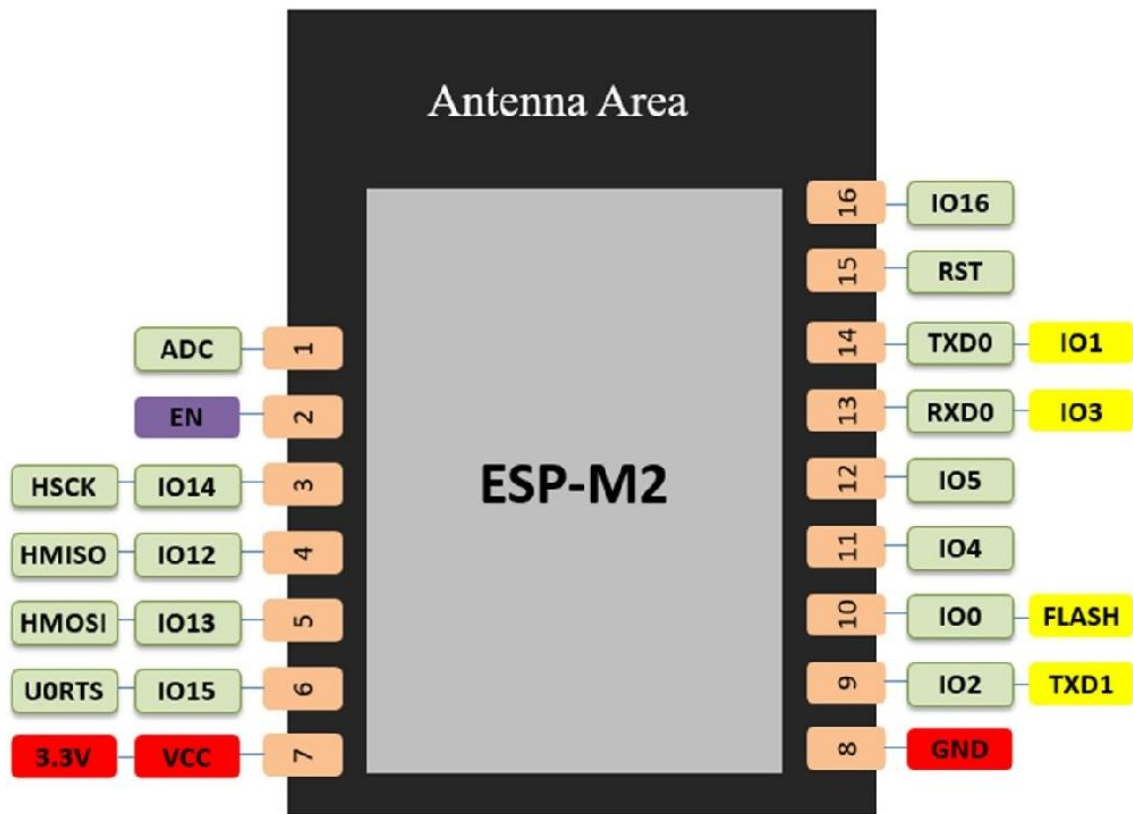 Antenna Area
16 IO16
15 RST
ADC 1
14 TXD0 IO1
EN 2
13 RXD0 IO3
HSCK IO14 3
12 IO5
ESP-M2
HMISO IO12 4
11 IO4
HMOSI IO13 5
10 IO0 FLASH
U0RTS IO15 6
9 IO2 TXD1
3.3V VCC 7
8 GND